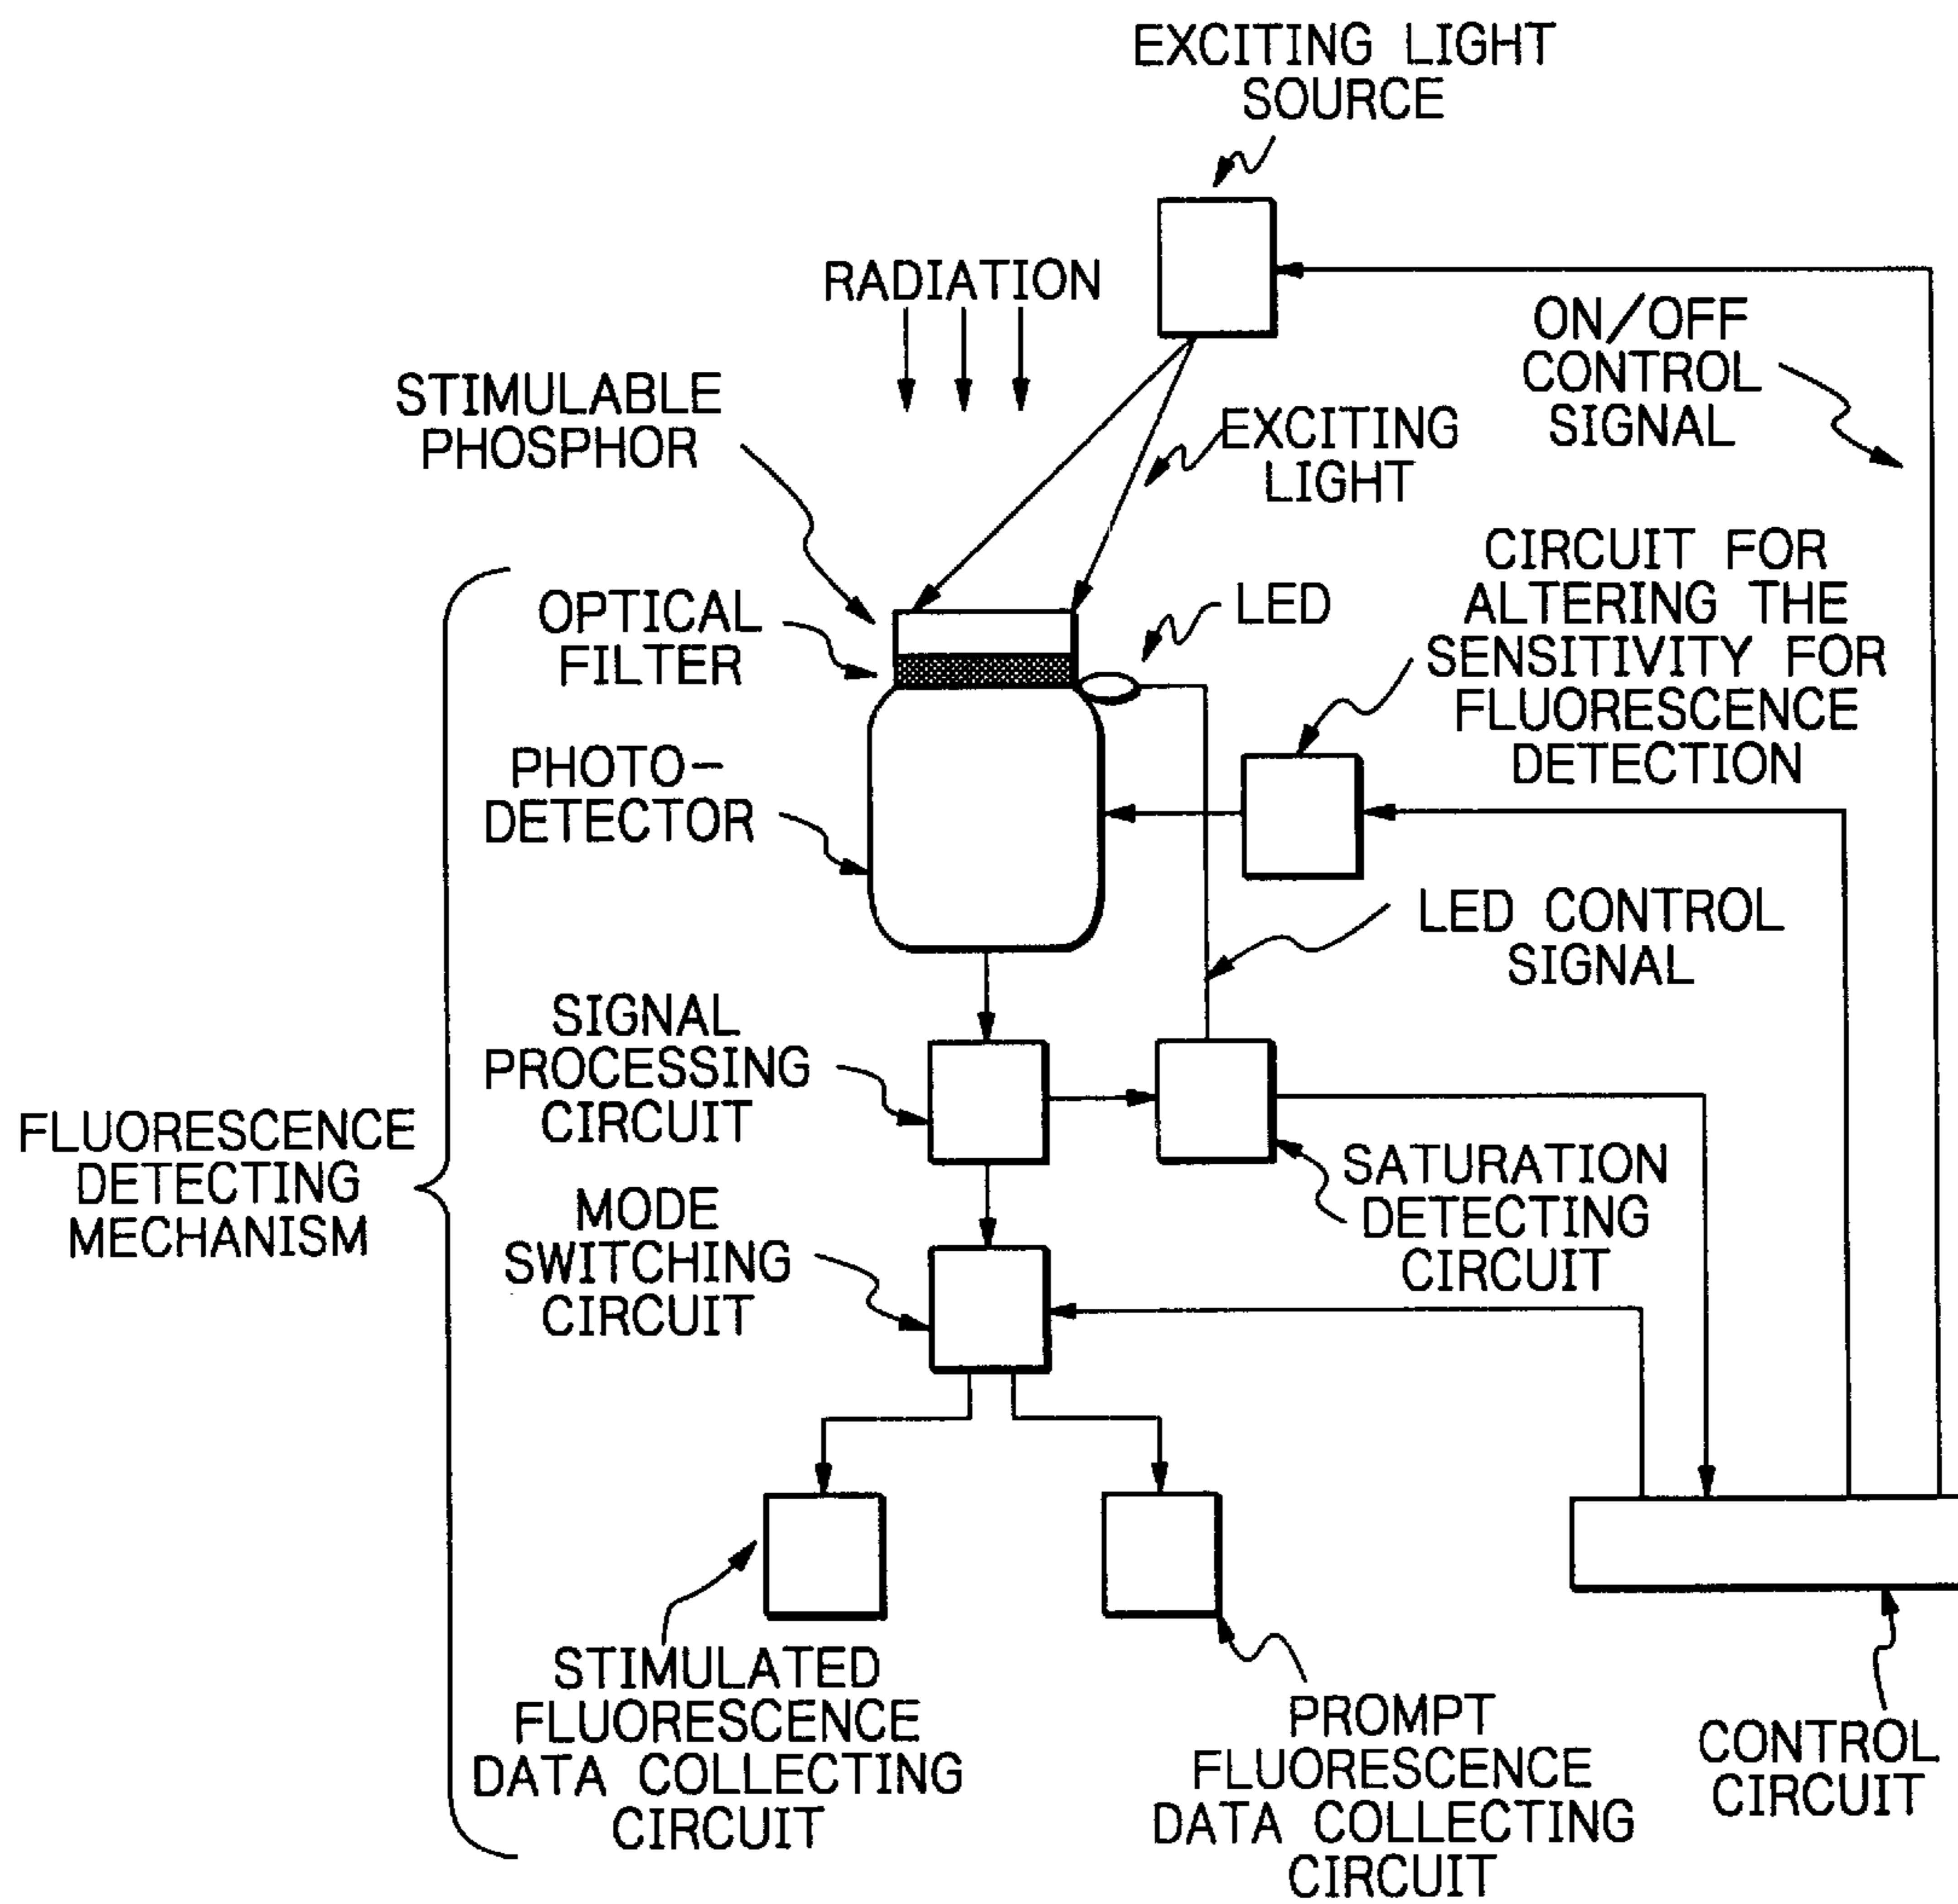 EXCITING LIGHT
SOURCE
RADIATION
ON/OFF
CONTROL
SIGNAL
STIMULABLE
PHOSPHOR
EXCITING
LIGHT
CIRCUIT FOR
ALTERING THE
SENSITIVITY FOR
FLUORESCENCE
DETECTION
OPTICAL
FILTER
LED
PHOTO-
DETECTOR
LED CONTROL
SIGNAL
SIGNAL
PROCESSING
CIRCUIT
FLUORESCENCE
DETECTING
MECHANISM
SATURATION
DETECTING
CIRCUIT
MODE
SWITCHING
CIRCUIT
STIMULATED
FLUORESCENCE
DATA COLLECTING
CIRCUIT
PROMPT
FLUORESCENCE
DATA COLLECTING
CIRCUIT
CONTROL
CIRCUIT